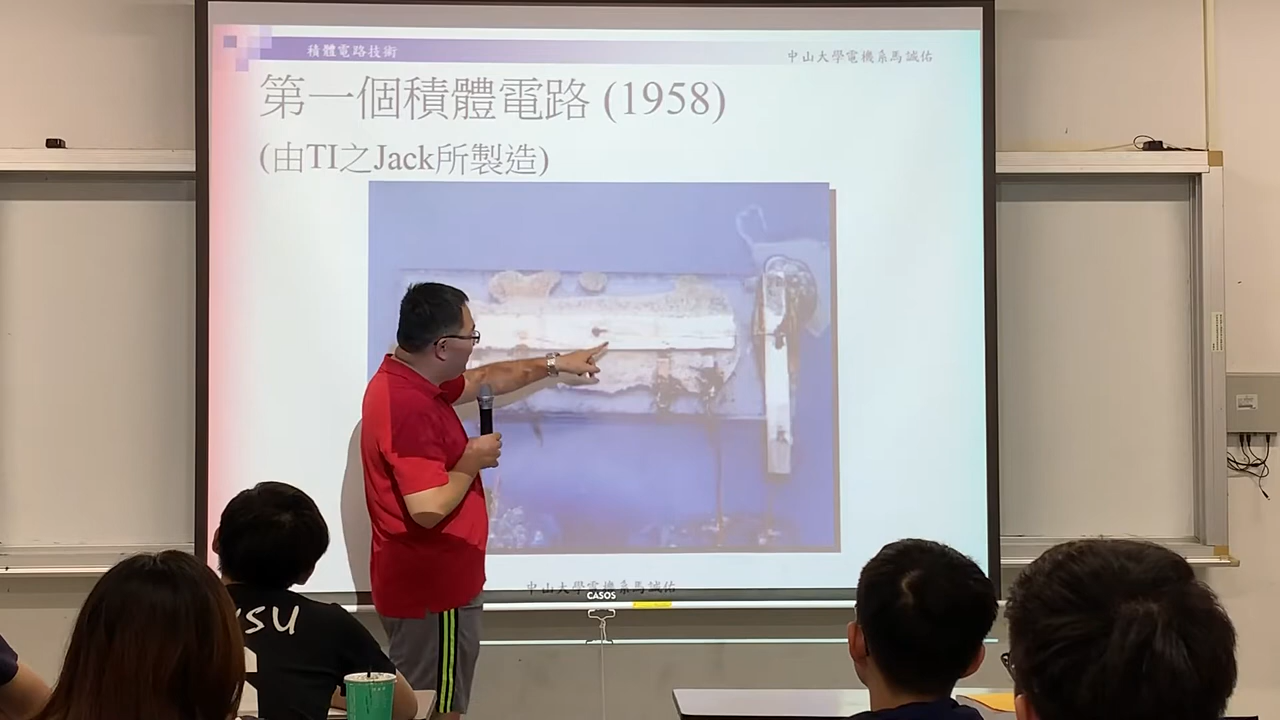 積體電路技術
中山大學電機系馬誠佑
第一個積體電路 (1958)
(由TI之Jack所製造)
中山大學電機系馬誠佑
CASOS
YSU